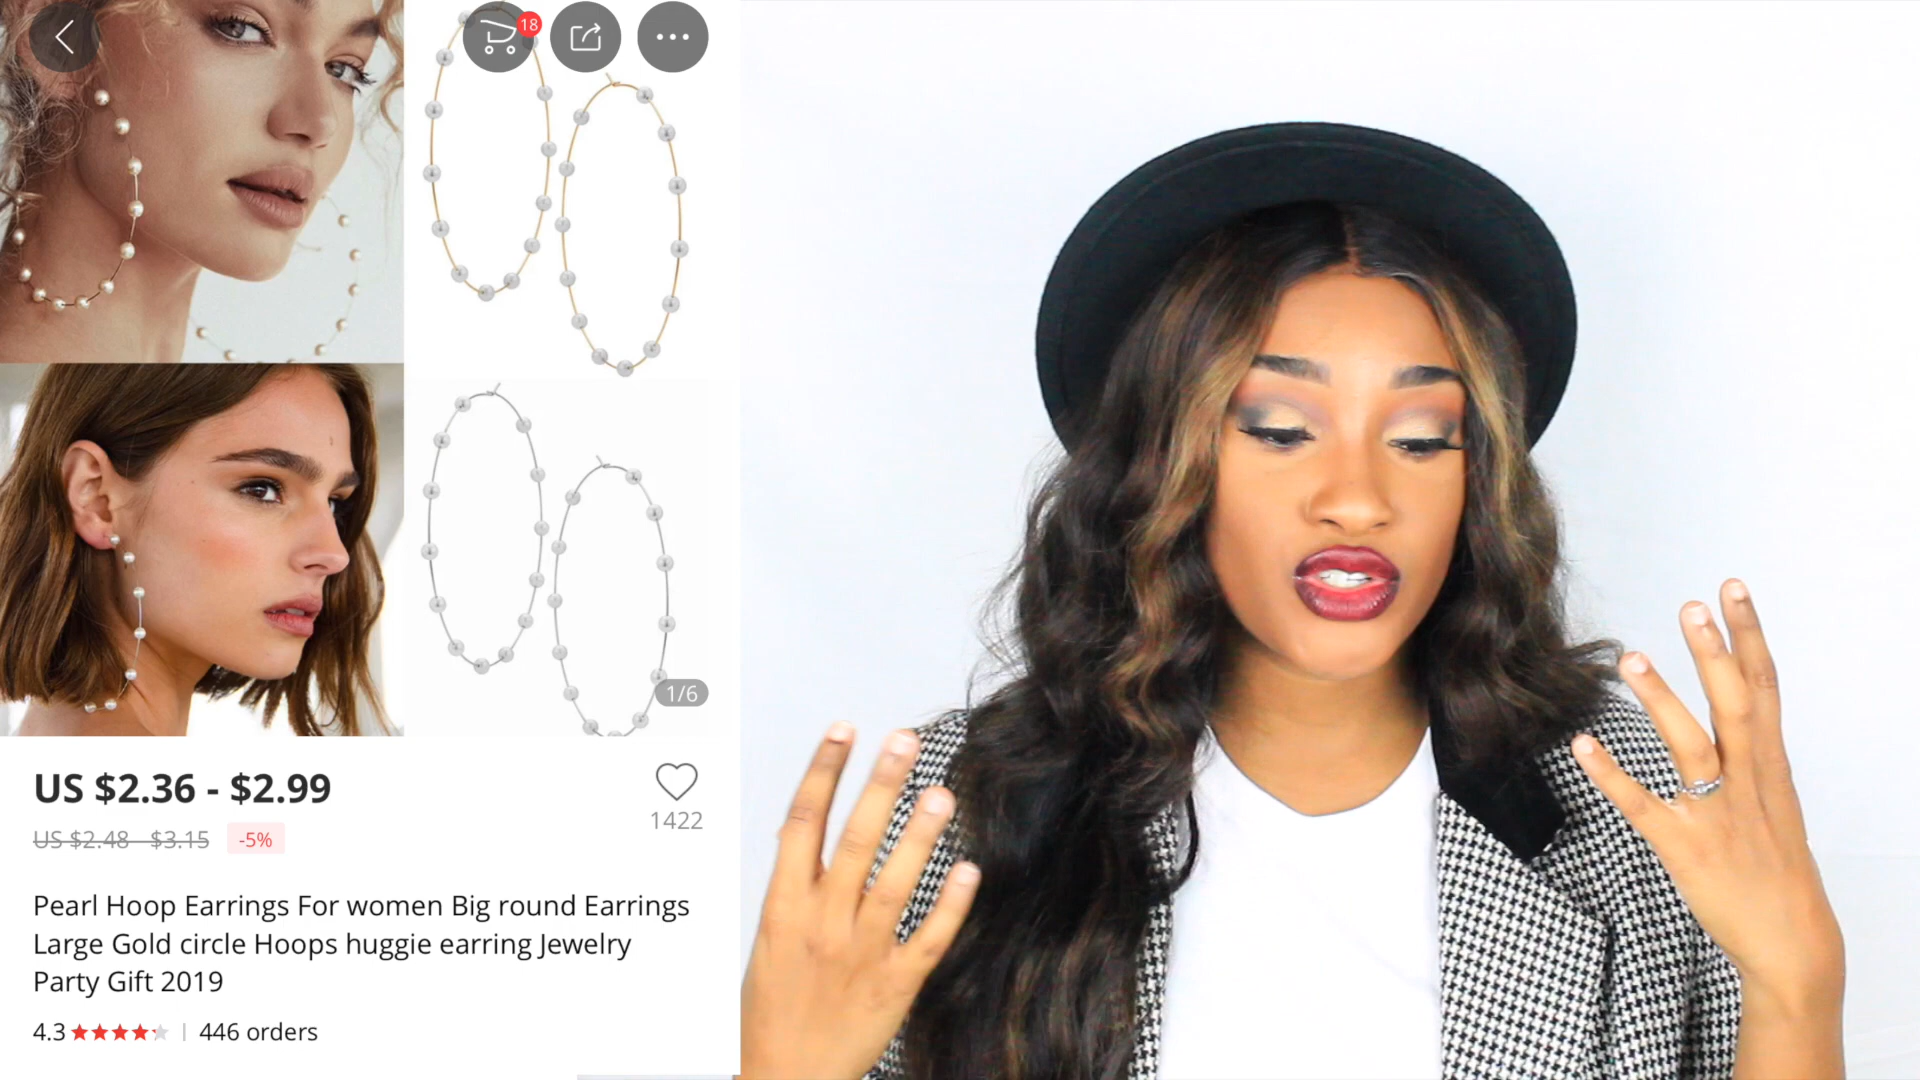 18
1/6
US $2.36 - $2.99
US $2.48 - $3.15 -5%
1422
Pearl Hoop Earrings For women Big round Earrings
Large Gold circle Hoops huggie earring Jewelry
Party Gift 2019
4.3 | 446 orders